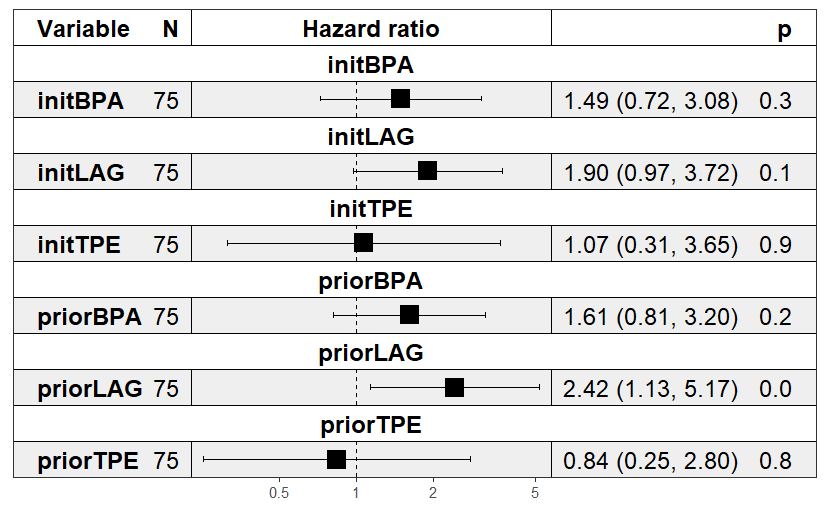 Variable N Hazard ratio p
initBPA
initBPA 75 1.49 (0.72, 3.08) 0.3
initLAG
initLAG 75 1.90 (0.97, 3.72) 0.1
initTPE
initTPE 75 1.07 (0.31, 3.65) 0.9
priorBPA
priorBPA 75 1.61 (0.81, 3.20) 0.2
priorLAG
priorLAG 75 2.42 (1.13, 5.17) 0.0
priorTPE
priorTPE 75 0.84 (0.25, 2.80) 0.8
0.5 1 2 5